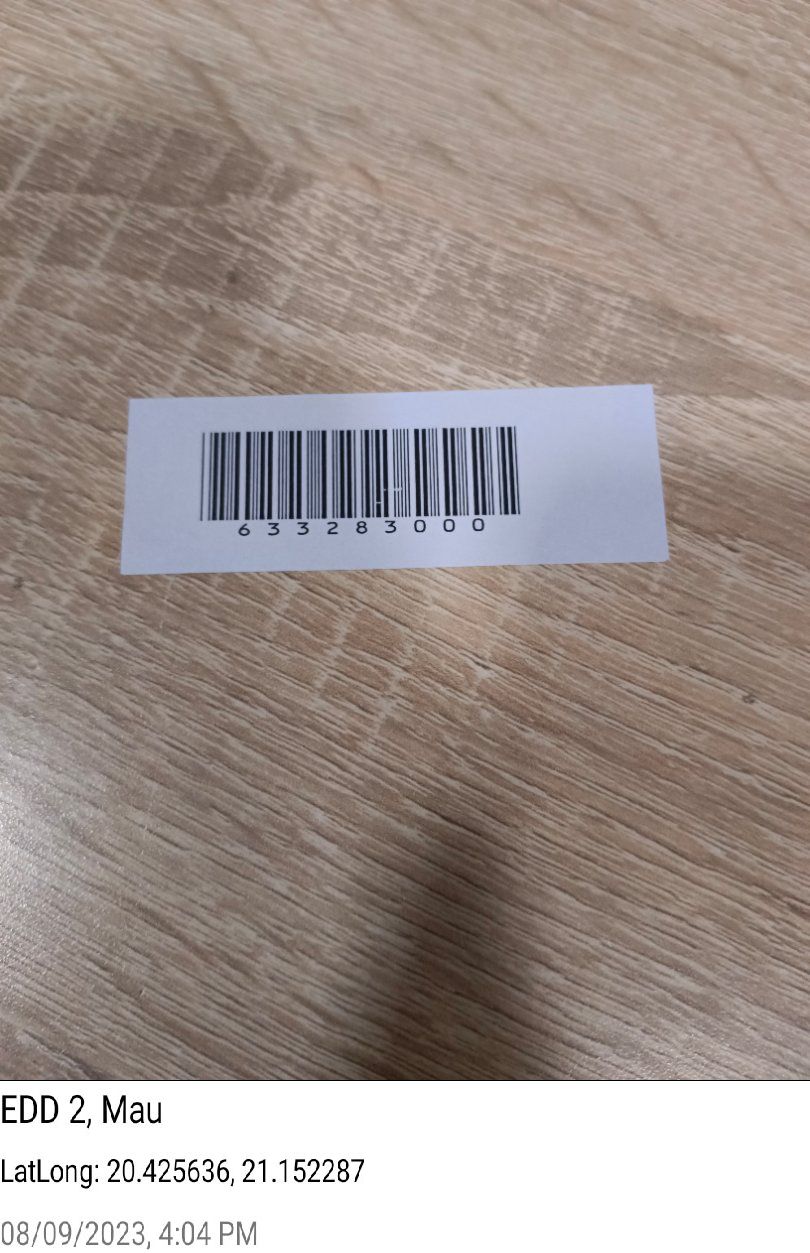 633283000
EDD 2, Mau
LatLong: 20.425636, 21.152287
08/09/2023, 4:04 PM